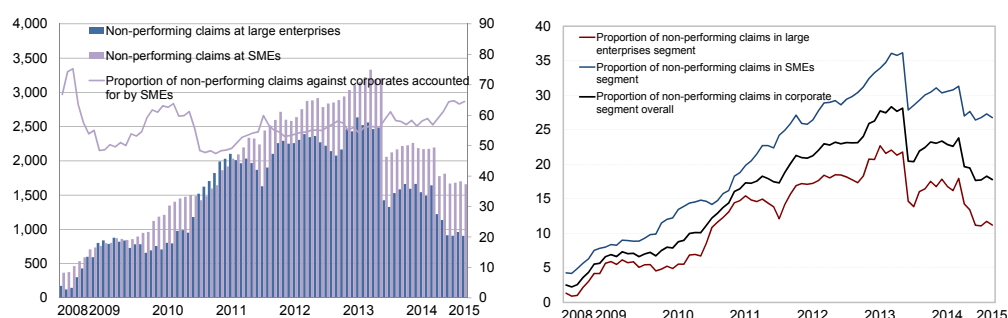 4,000
3,500
3,000
2,500
2,000
1,500
1,000
500
0
90
80
70
60
50
40
30
20
10
0
Non-performing claims at large enterprises
Non-performing claims at SMEs
Proportion of non-performing claims against corporates accounted
for by SMEs
2008 2009 2010 2011 2012 2013 2014 2015
40
35
30
25
20
15
10
5
0
Proportion of non-performing claims in large
enterprises segment
Proportion of non-performing claims in SMEs
segment
Proportion of non-performing claims in corporate
segment overall
2008 2009 2010 2011 2012 2013 2014 2015